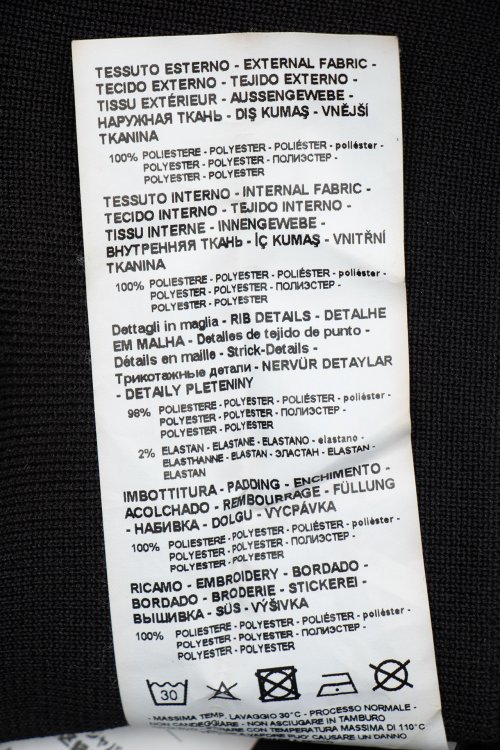 TESSUTO ESTERNO - EXTERNAL FABRIC -
TECIDO EXTERNO - TEJIDO EXTERNO -
TISSU EXTÉRIEUR - AUSSENGEWEBE -
НАРУЖНАЯ ТКАНЬ - DIŞ KUMAŞ - VNĚJŠÍ
TKANINA
100% POLIESTERE - POLYESTER - POLIÉSTER - poliéster -
POLYESTER - POLYESTER - ПОЛИЭСТЕР -
POLYESTER - POLYESTER
TESSUTO INTERNO - INTERNAL FABRIC -
TECIDO INTERNO - TEJIDO INTERNO -
TISSU INTERNE - INNENGEWEBE -
ВНУТРЕННЯЯ ТКАНЬ - İÇ KUMAŞ - VNITŘNÍ
TKANINA
100% POLIESTERE - POLYESTER - POLIÉSTER - poliéster -
POLYESTER - POLYESTER - ПОЛИЭСТЕР -
POLYESTER - POLYESTER
Dettagli in maglia - RIB DETAILS - DETALHE
EM MALHA - Detalles de tejido de punto -
Détails en maille - Strick-Details -
Трикотажные детали - NERVÜR DETAYLAR
- DETAILY PLETENINY
98% POLIESTERE - POLYESTER - POLIÉSTER - poliéster -
POLYESTER - POLYESTER - ПОЛИЭСТЕР -
POLYESTER - POLYESTER
2% ELASTAN - ELASTANE - ELASTANO - elastano -
ELASTHANNE - ELASTAN - ЭЛАСТАН - ELASTAN -
ELASTAN
IMBOTTITURA - PADDING - ENCHIMENTO -
ACOLCHADO - REMBOURRAGE - FÜLLUNG
- НАБИВКА - DOLGU - VYCPÁVKA
100% POLIESTERE - POLYESTER - POLIÉSTER - poliéster -
POLYESTER - POLYESTER - ПОЛИЭСТЕР -
POLYESTER - POLYESTER
RICAMO - EMBROIDERY - BORDADO -
BORDADO - BRODERIE - STICKEREI -
ВЫШИВКА - SÜS - VÝŠIVKA
100% POLIESTERE - POLYESTER - POLIÉSTER - poliéster -
POLYESTER - POLYESTER - ПОЛИЭСТЕР -
POLYESTER - POLYESTER
30
- MASSIMA TEMP. LAVAGGIO 30°C - PROCESSO NORMALE -
NON CANDEGGIARE - NON ASCIUGARE IN TAMBURO
- STIRARE CON TEMPERATURA MASSIMA DI 110°C
PUO' CAUSARE UN DANNO